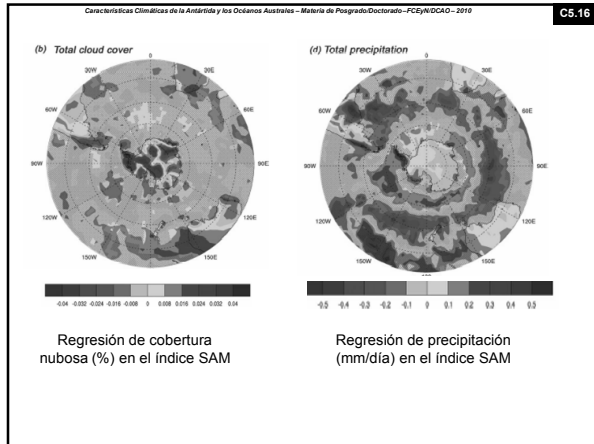 Características Climáticas de la Antártida y los Océanos Australes – Materia de Posgrado/Doctorado – FCEyN/DCAO – 2010
C5.16
(b) Total cloud cover
0
30W
30E
60W
60E
90W
90E
120W
120E
150W
150E
-0.04 -0.032 -0.024 -0.016 -0.008 0 0.008 0.016 0.024 0.032 0.04
Regresión de cobertura
nubosa (%) en el índice SAM
(d) Total precipitation
0
30W
30E
60W
60E
90W
90E
120W
120E
150W
150E
-0.5 -0.4 -0.3 -0.2 -0.1 0 0.1 0.2 0.3 0.4 0.5
Regresión de precipitación
(mm/día) en el índice SAM